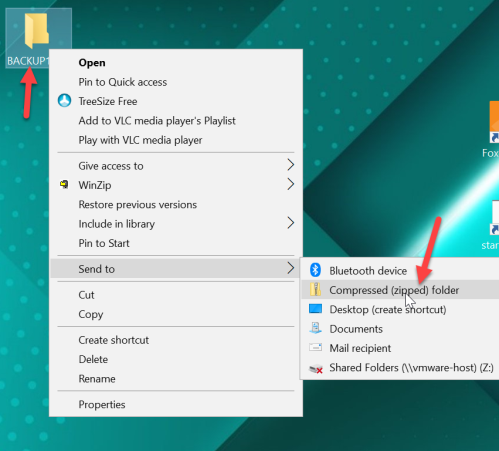 BACKUP1
Open
Pin to Quick access
TreeSize Free
Add to VLC media player's Playlist
Play with VLC media player
Give access to
WinZip
Restore previous versions
Include in library
Pin to Start
Send to
Cut
Copy
Create shortcut
Delete
Rename
Properties
Bluetooth device
Compressed (zipped) folder
Desktop (create shortcut)
Documents
Mail recipient
Shared Folders (\\vmware-host) (Z:)
Fox
star